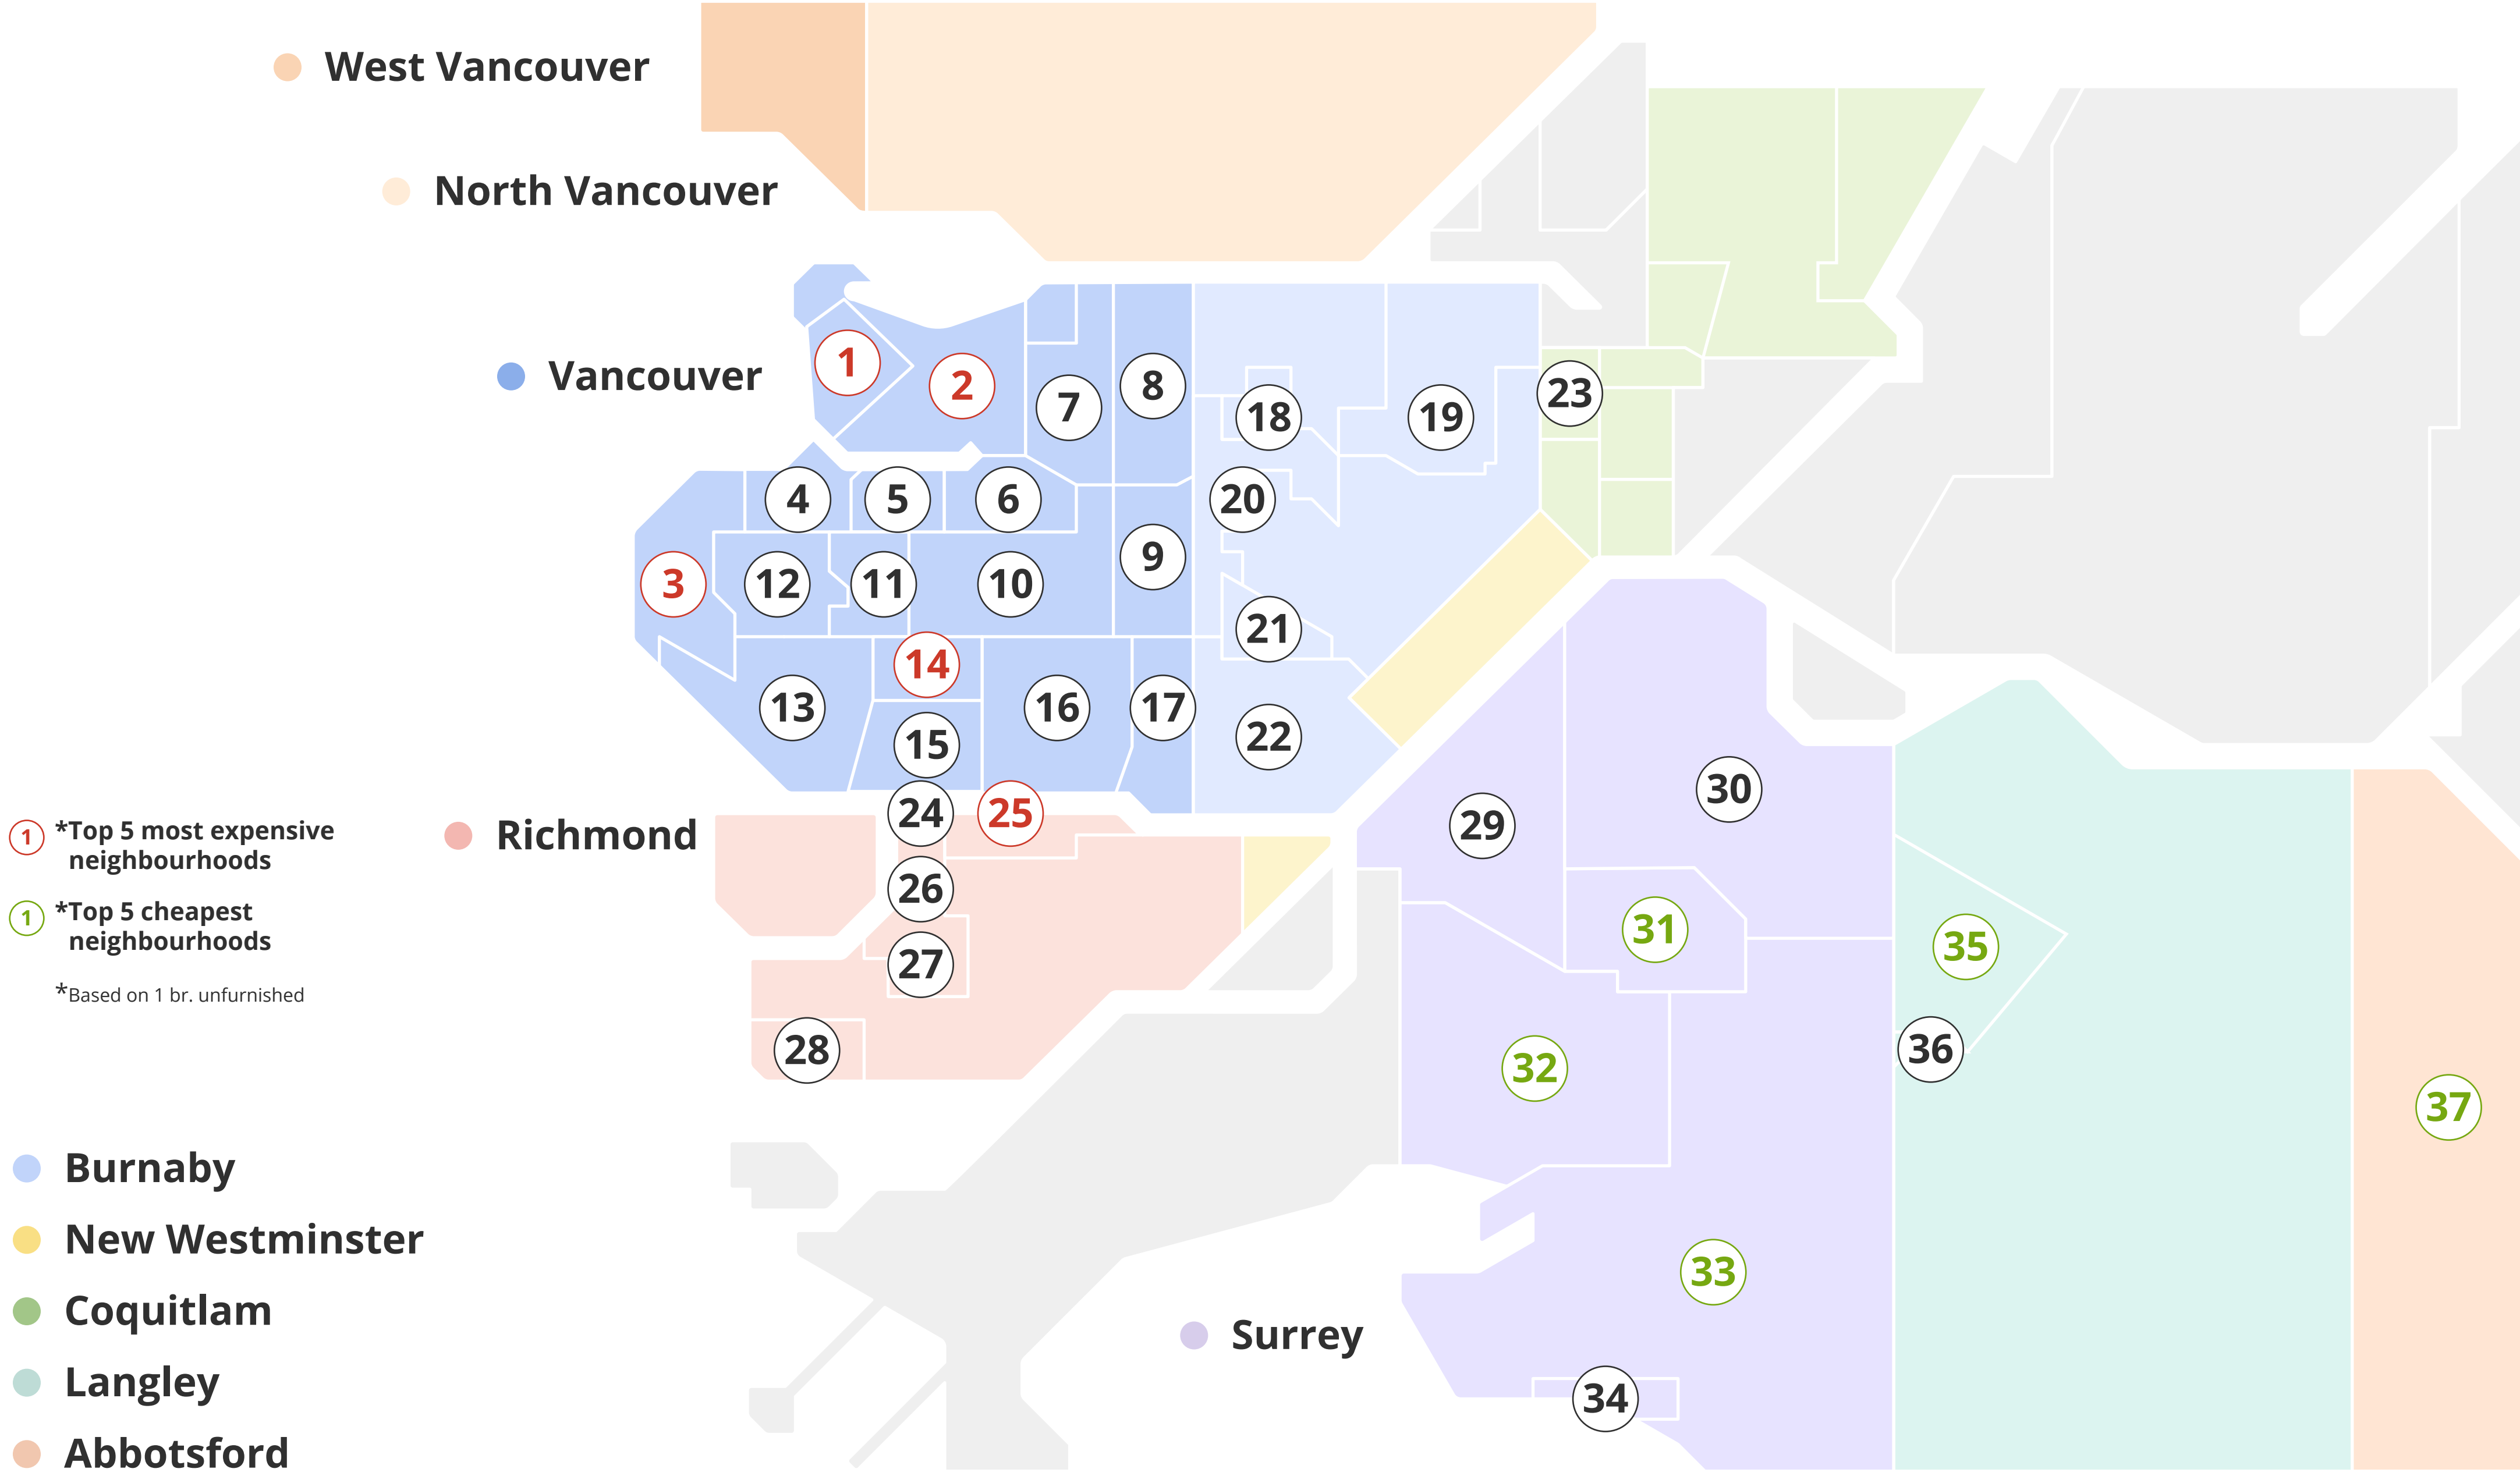 West Vancouver
North Vancouver
Vancouver
1
2
7
8
18
19
23
4
5
6
20
3
12
11
10
9
21
14
13
16
17
15
22
24
25
29
30
Richmond
1 *Top 5 most expensive
neighbourhoods
1 *Top 5 cheapest
neighbourhoods
*Based on 1 br. unfurnished
26
27
28
31
35
32
36
37
33
34
Burnaby
New Westminster
Coquitlam
Langley
Abbotsford
Surrey